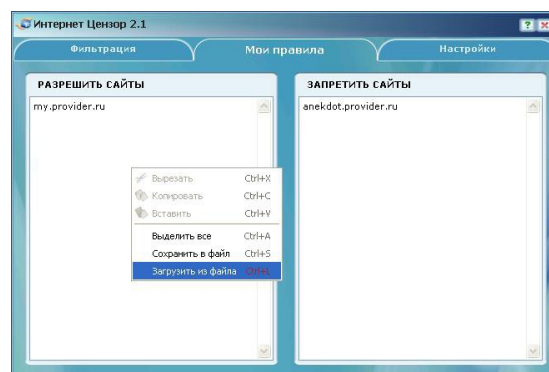 Интернет Цензор 2.1
Фильтрация
Мои правила
Настройки
РАЗРЕШИТЬ САЙТЫ
my.provider.ru
ЗАПРЕТИТЬ САЙТЫ
anekdot.provider.ru
Вырезать Ctrl+X
Копировать Ctrl+C
Вставить Ctrl+V
Выделить все Ctrl+A
Сохранить в файл Ctrl+S
Загрузить из файла Ctrl+L